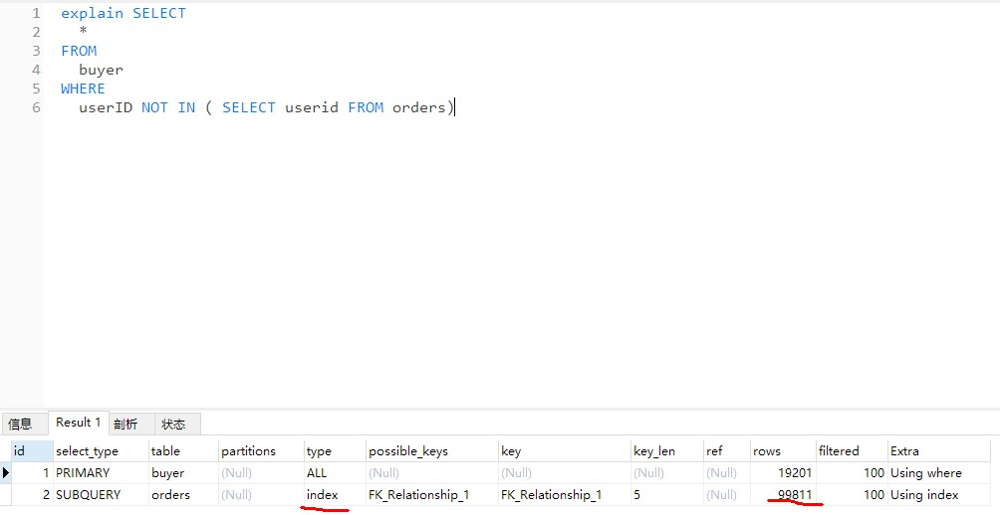 1 explain SELECT
2 *
3 FROM
4 buyer
5 WHERE
6 userID NOT IN ( SELECT userid FROM orders)
信息 Result 1 剖析 状态
id select_type table partitions type possible_keys key key_len ref rows filtered Extra
1 PRIMARY buyer (Null) ALL (Null) (Null) (Null) (Null) 19201 100 Using where
2 SUBQUERY orders (Null) index FK_Relationship_1 FK_Relationship_1 5 (Null) 99811 100 Using index